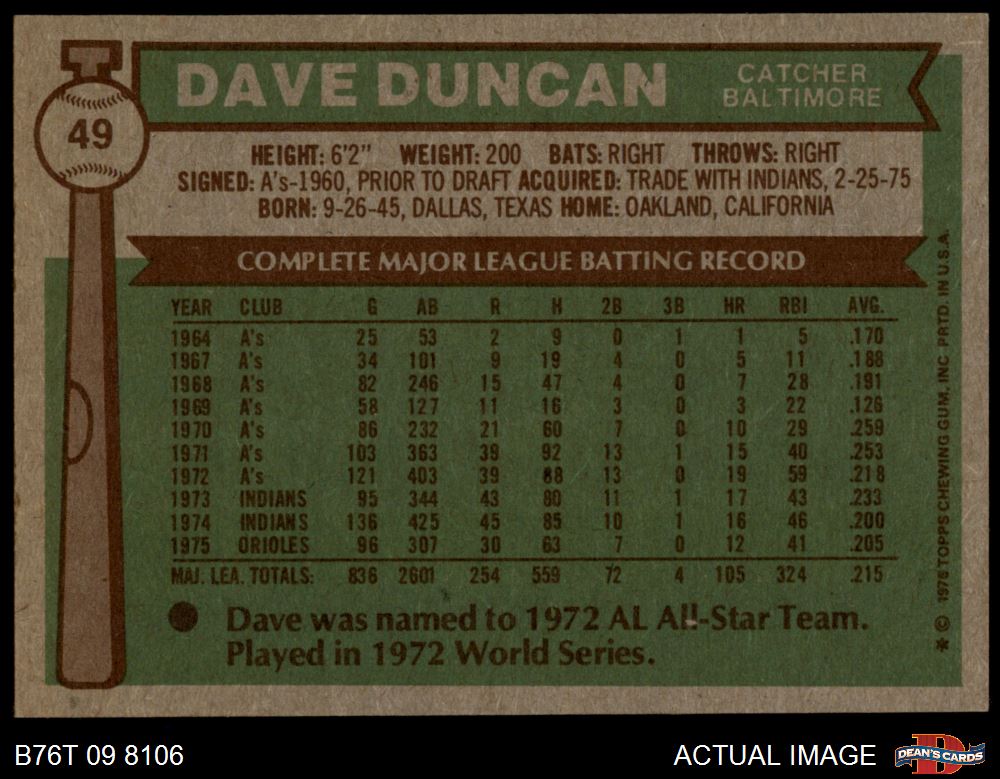 49
DAVE DUNCAN
CATCHER
BALTIMORE
HEIGHT: 6'2" WEIGHT: 200 BATS: RIGHT THROWS: RIGHT
SIGNED: A's-1960, PRIOR TO DRAFT ACQUIRED: TRADE WITH INDIANS, 2-25-75
BORN: 9-26-45, DALLAS, TEXAS HOME: OAKLAND, CALIFORNIA
COMPLETE MAJOR LEAGUE BATTING RECORD
YEAR CLUB G AB R H 2B 3B HR RBI AVG.
1964 A's 25 53 2 9 0 1 1 5 .170
1967 A's 34 101 9 19 4 0 5 11 .188
1968 A's 82 246 15 47 4 0 7 28 .191
1969 A's 58 127 11 16 3 0 3 22 .126
1970 A's 86 232 21 60 7 0 10 29 .259
1971 A's 103 363 39 92 13 1 15 40 .253
1972 A's 121 403 39 88 13 0 19 59 .218
1973 INDIANS 95 344 43 80 11 1 17 43 .233
1974 INDIANS 136 425 45 85 10 1 16 46 .200
1975 ORIOLES 96 307 30 63 7 0 12 41 .205
MAJ. LEA. TOTALS: 836 2601 254 559 72 4 105 324 .215
Dave was named to 1972 AL All-Star Team.
Played in 1972 World Series.
* © 1976 TOPPS CHEWING GUM, INC. PRTD. IN U.S.A.
B76T 09 8106
ACTUAL IMAGE
DEAN'S CARDS